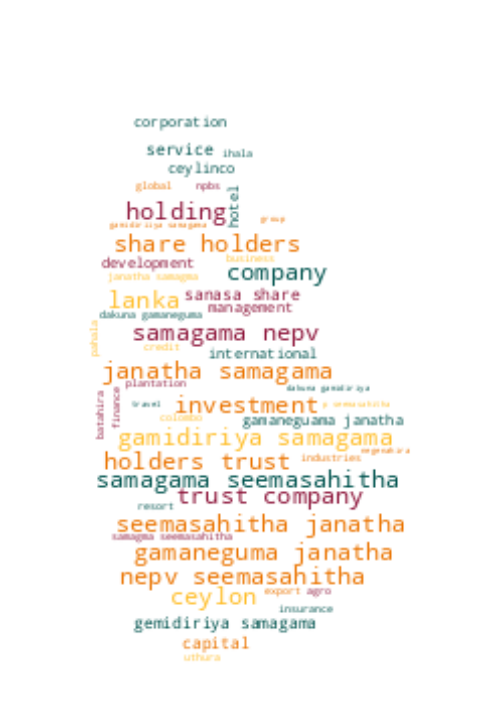 corporation
service ihala
ceylinco
global npbs
hotel
holding
group
gamidiriya samagama
share holders
business
development
company
janatha samagma
sanasa share
lanka
management
dakuna gamaneguma
samagama nepv
pahala
credit
international
janatha samagama
plantation
dakuna gamidiriya
batahira
finance
travel
investment
y seemasahitha
colombo
gamaneguama janatha
gamidiriya samagama
negenahira
holders trust industries
samagama seemasahitha
trust company
resort
seemasahitha janatha
samagma seemasahitha
gamaneguma janatha
nepv seemasahitha
ceylon export agro
insurance
gemidiriya samagama
capital
uthura